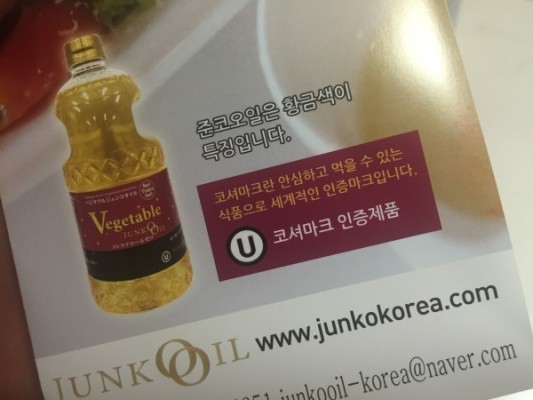 준코오일은 황금색이
특징입니다.
코셔마크란 안심하고 먹을 수 있는
식품으로 세계적인 인증마크입니다.
U 코셔마크 인증제품
Vegetable
JUNKOIL
JUNKOOIL www.junkokorea.com
junkooil-korea@naver.com